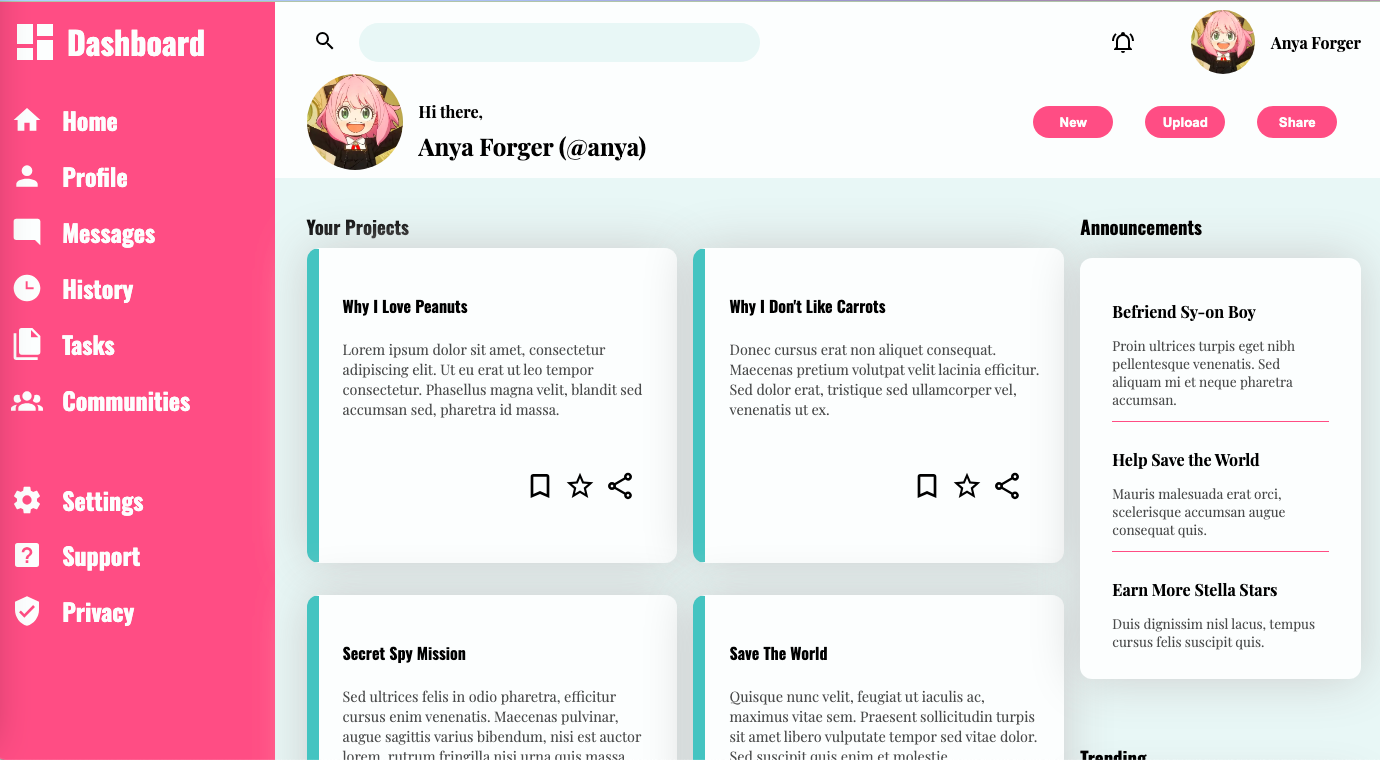 Dashboard
Home
Profile
Messages
History
Tasks
Communities
Settings
Support
Privacy
Anya Forger
Hi there,
Anya Forger (@anya)
New
Upload
Share
Your Projects
Why I Love Peanuts
Lorem ipsum dolor sit amet, consectetur
adipiscing elit. Ut eu erat ut leo tempor
consectetur. Phasellus magna velit, blandit sed
accumsan sed, pharetra id massa.
Why I Don't Like Carrots
Donec cursus erat non aliquet consequat.
Maecenas pretium volutpat velit lacinia efficitur.
Sed dolor erat, tristique sed ullamcorper vel,
venenatis ut ex.
Secret Spy Mission
Sed ultrices felis in odio pharetra, efficitur
cursus enim venenatis. Maecenas pulvinar,
augue sagittis varius bibendum, nisi est auctor
lorem, rutrum fringilla nisi urna quis massa.
Save The World
Quisque nunc velit, feugiat ut iaculis ac,
maximus vitae sem. Praesent sollicitudin turpis
sit amet libero vulputate tempor sed vitae dolor.
Sed suscipit quis enim et molestie.
Announcements
Befriend Sy-on Boy
Proin ultrices turpis eget nibh
pellentesque venenatis. Sed
aliquam mi et neque pharetra
accumsan.
Help Save the World
Mauris malesuada erat orci,
scelerisque accumsan augue
consequat quis.
Earn More Stella Stars
Duis dignissim nisl lacus, tempus
cursus felis suscipit quis.
Trending